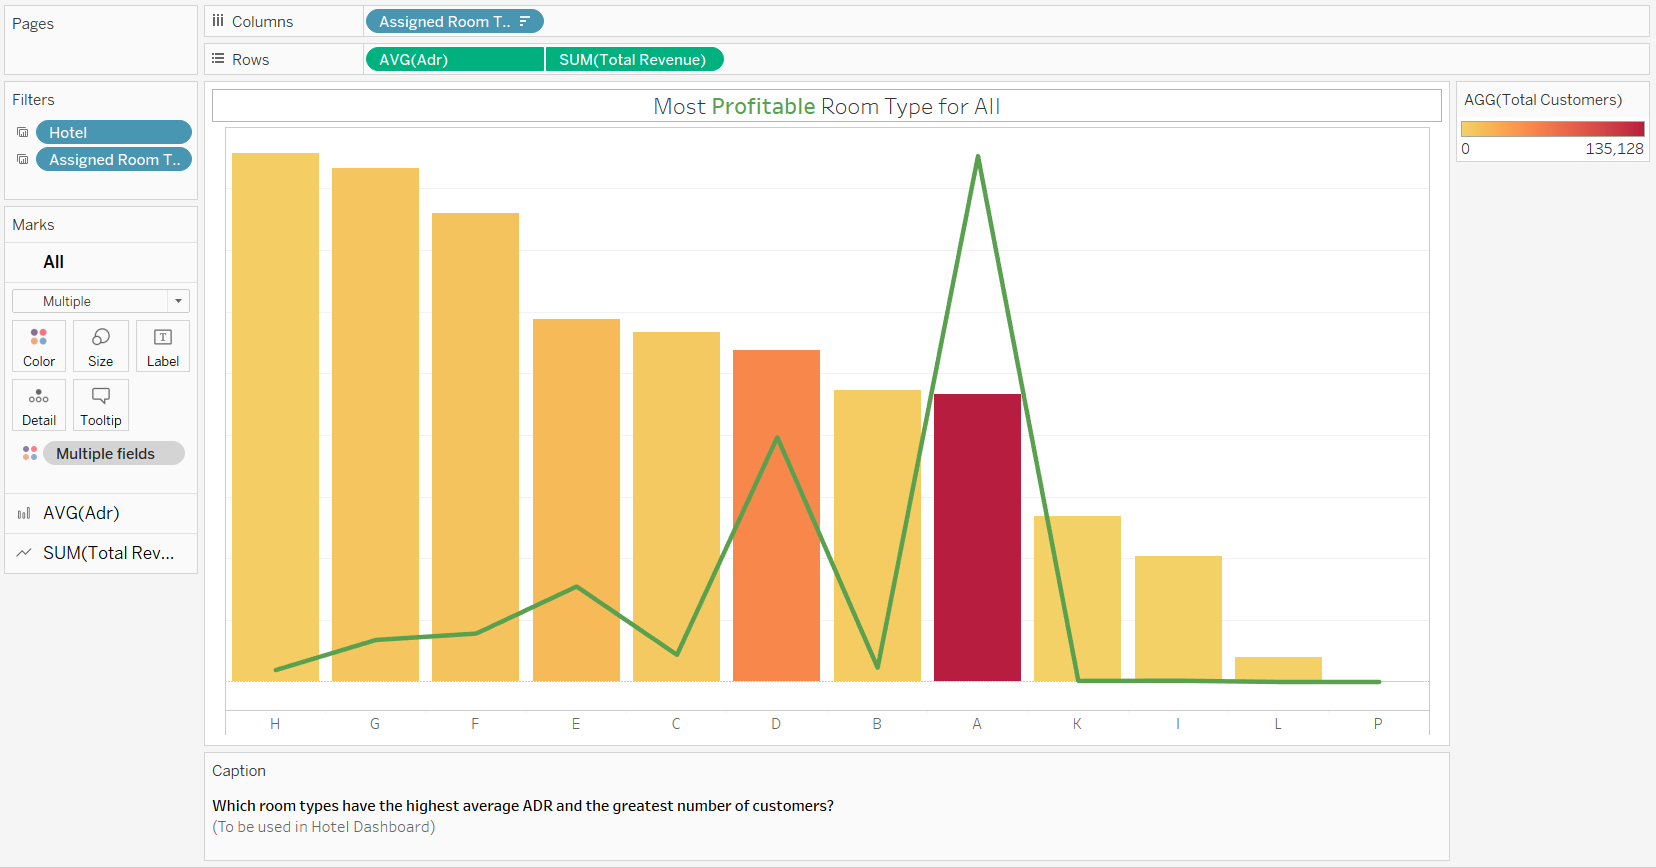 Pages
Columns
Assigned Room T..
Rows
AVG(Adr)
SUM(Total Revenue)
Filters
Hotel
Assigned Room T..
Marks
All
Multiple
Color
Size
Label
Detail
Tooltip
Multiple fields
AVG(Adr)
SUM(Total Rev...
Most Profitable Room Type for All
H G F E C D B A K I L P
AGG(Total Customers)
0 135,128
Caption
Which room types have the highest average ADR and the greatest number of customers?
(To be used in Hotel Dashboard)